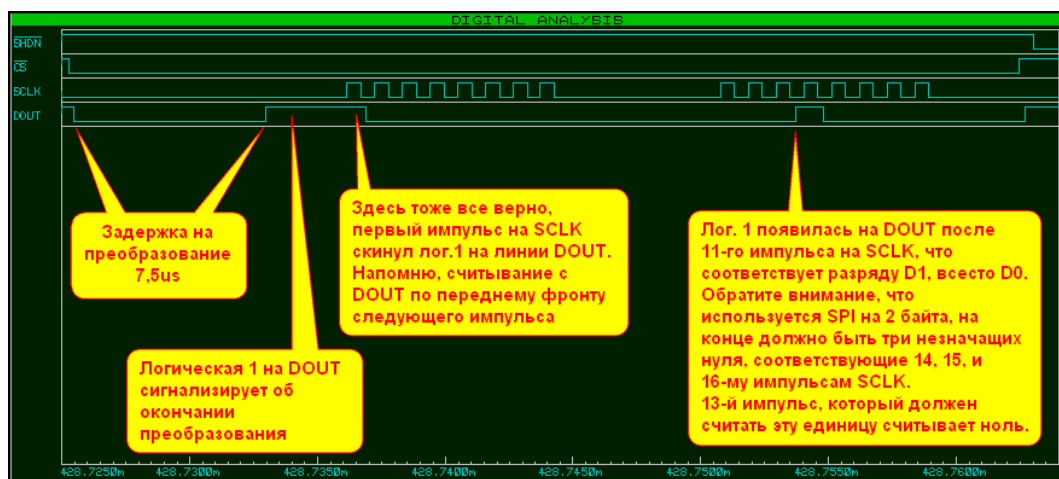 DIGITAL ANALYSIS
SHDN
CS
SCLK
DOUT
Задержка на
преобразование
7,5us
Здесь тоже все верно,
первый импульс на SCLK
скинул лог.1 на линии DOUT.
Напомню, считывание с
DOUT по переднему фронту
следующего импульса
Лог. 1 появилась на DOUT после
11-го импульса на SCLK, что
соответствует разряду D1, всесто D0.
Обратите внимание, что
используется SPI на 2 байта, на
конце должно быть три незначащих
нуля, соответствующие 14, 15, и
16-му импульсам SCLK.
13-й импульс, который должен
считать эту единицу считывает ноль.
Логическая 1 на DOUT
сигнализирует об
окончании
преобразования
428.7250m 428.7300m 428.7350m 428.7400m 428.7450m 428.7500m 428.7550m 428.7600m